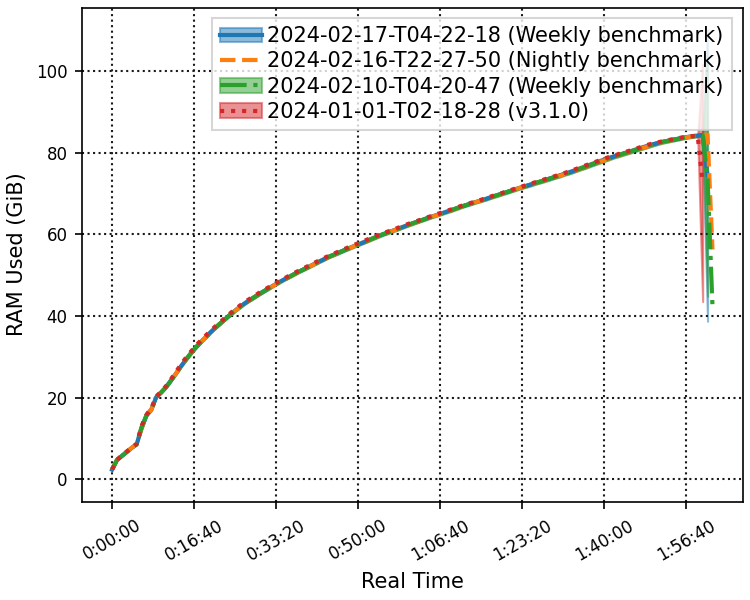 2024-02-17-T04-22-18 (Weekly benchmark)
2024-02-16-T22-27-50 (Nightly benchmark)
2024-02-10-T04-20-47 (Weekly benchmark)
2024-01-01-T02-18-28 (v3.1.0)
100
80
60
40
20
0
RAM Used (GiB)
0:00:00
0:16:40
0:33:20
0:50:00
1:06:40
1:23:20
1:40:00
1:56:40
Real Time